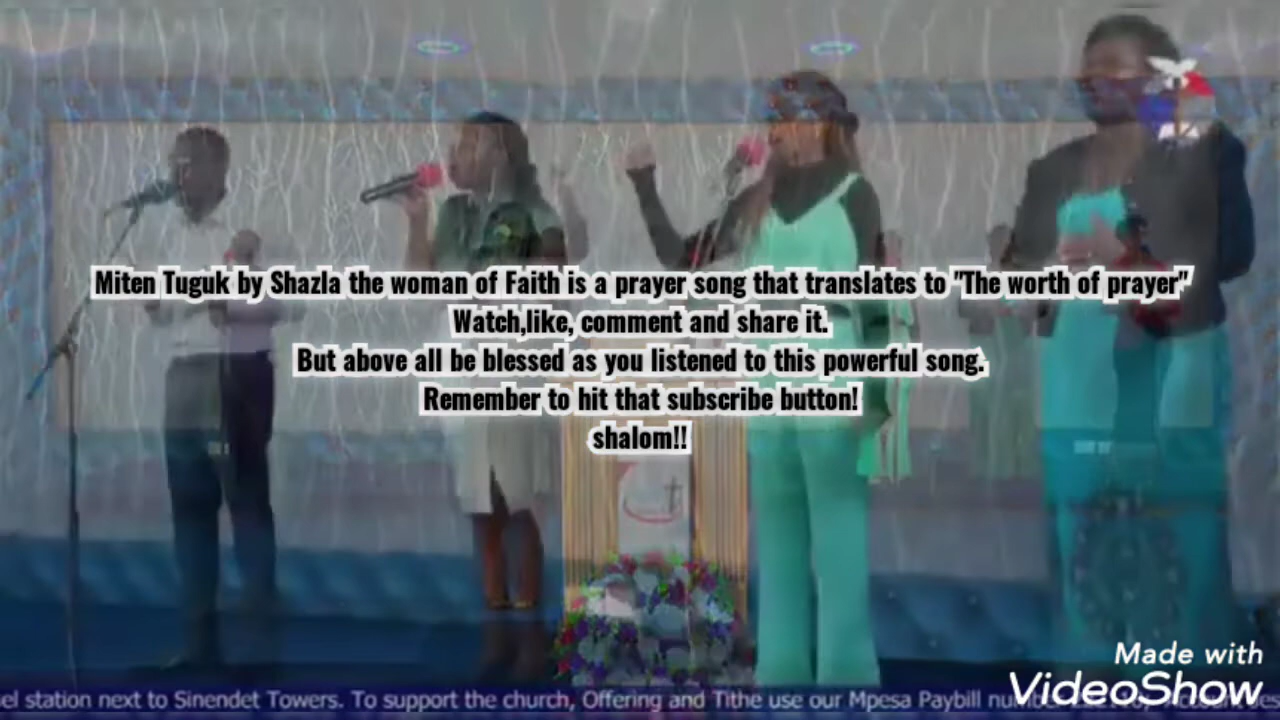 Miten Tuguk by Shazla the woman of Faith is a prayer song that translates to "The worth of prayer"
Watch,like, comment and share it.
But above all be blessed as you listened to this powerful song.
Remember to hit that subscribe button!
shalom!!
Made with
VideoShow
el station next to Sinendet Towers. To support the church, Offering and Tithe use our Mpesa Paybill